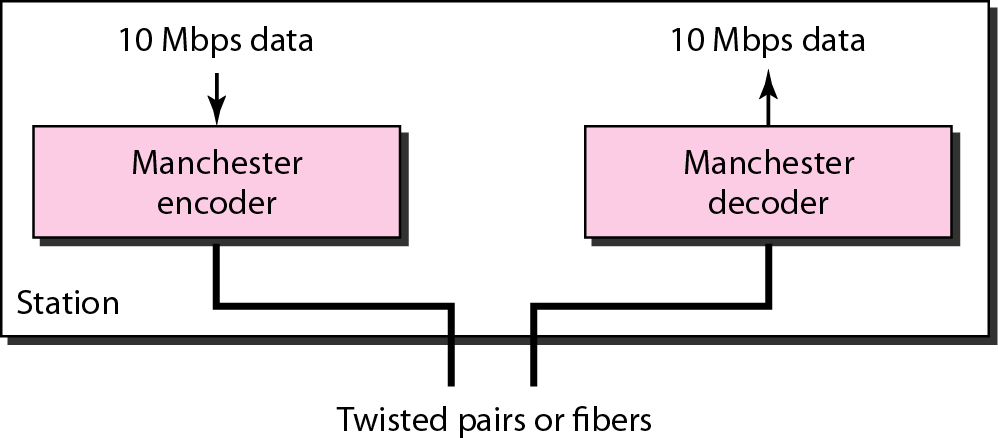 10 Mbps data
10 Mbps data
Manchester
encoder
Manchester
decoder
Station
Twisted pairs or fibers